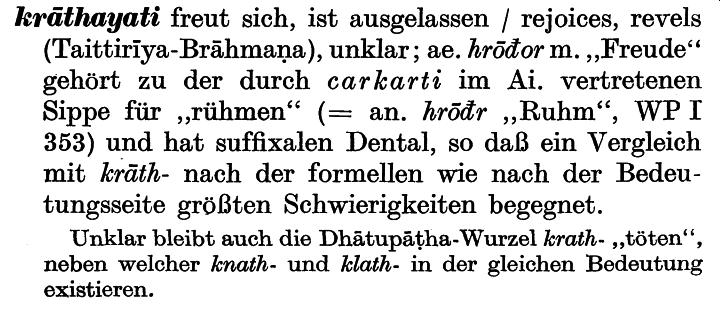 krāthayati freut sich, ist ausgelassen / rejoices, revels
(Taittirīya-Brāhmaṇa), unklar; ae. hrōđor m. „Freude“
gehört zu der durch carkarti im Ai. vertretenen
Sippe für „rühmen“ (= an. hrōđr „Ruhm“, WP I
353) und hat suffixalen Dental, so daß ein Vergleich
mit krāth- nach der formellen wie nach der Bedeu-
tungsseite größten Schwierigkeiten begegnet.
Unklar bleibt auch die Dhātupāṭha-Wurzel krath- „töten“,
neben welcher knath- und klath- in der gleichen Bedeutung
existieren.